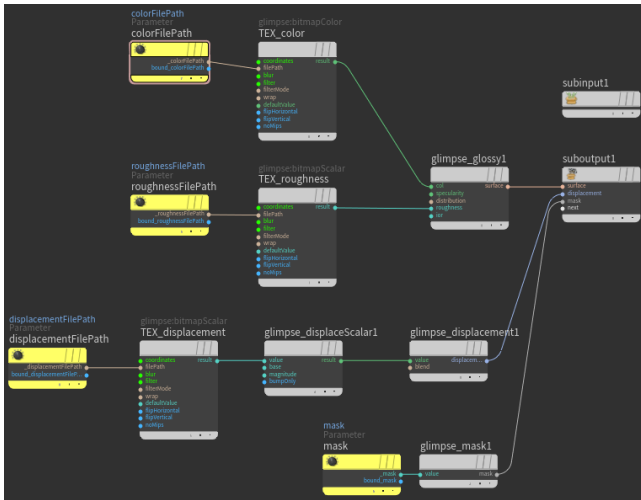 colorFilePath
Parameter
colorFilePath
_colorFilePath
bound_colorFilePath
glimpse:bitmapColor
TEX_color
coordinates
result
filePath
blur
filter
filterMode
wrap
defaultValue
flipHorizontal
flipVertical
noMips
subinput1
roughnessFilePath
Parameter
roughnessFilePath
_roughnessFilePath
bound_roughnessFilePath
glimpse:bitmapScalar
TEX_roughness
coordinates
result
filePath
blur
filter
filterMode
wrap
defaultValue
flipHorizontal
flipVertical
noMips
glimpse_glossy1
surface
col
specularity
distribution
roughness
ior
suboutput1
surface
displacement
mask
next
displacementFilePath
Parameter
displacementFilePath
_displacementFilePath
bound_displacementFileP...
glimpse:bitmapScalar
TEX_displacement
coordinates
result
filePath
blur
filter
filterMode
wrap
defaultValue
flipHorizontal
flipVertical
noMips
glimpse_displaceScalar1
value
result
base
magnitude
bumpOnly
glimpse_displacement1
value
displacem...
blend
mask
Parameter
mask
_mask
bound_mask
glimpse_mask1
value
mask